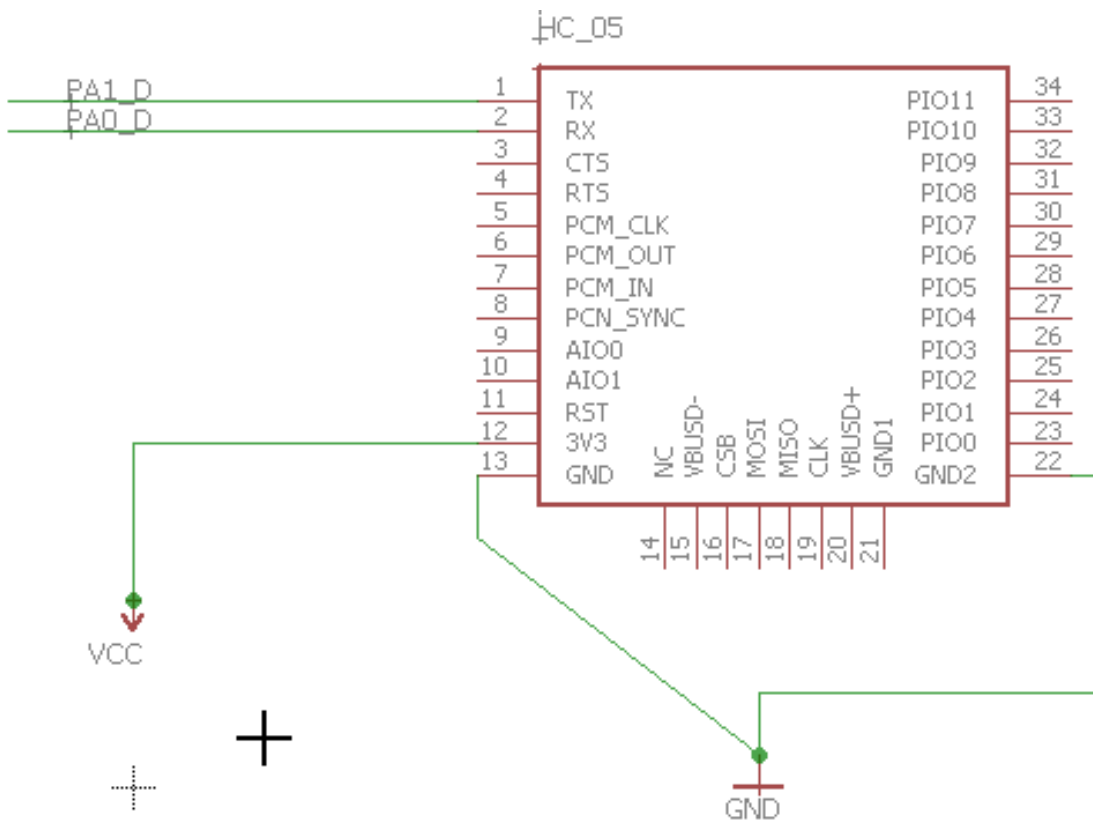 HC_05
PA1_D
PA0_D
1 TX PIO11 34
2 RX PIO10 33
3 CTS PIO9 32
4 RTS PIO8 31
5 PCM_CLK PIO7 30
6 PCM_OUT PIO6 29
7 PCM_IN PIO5 28
8 PCN_SYNC PIO4 27
9 AIO0 PIO3 26
10 AIO1 PIO2 25
11 RST PIO1 24
12 3V3 PIO0 23
13 GND GND2 22
NC
VBUSD-
CSB
MOSI
MISO
CLK
VBUSD+
GND1
14
15
16
17
18
19
20
21
VCC
GND